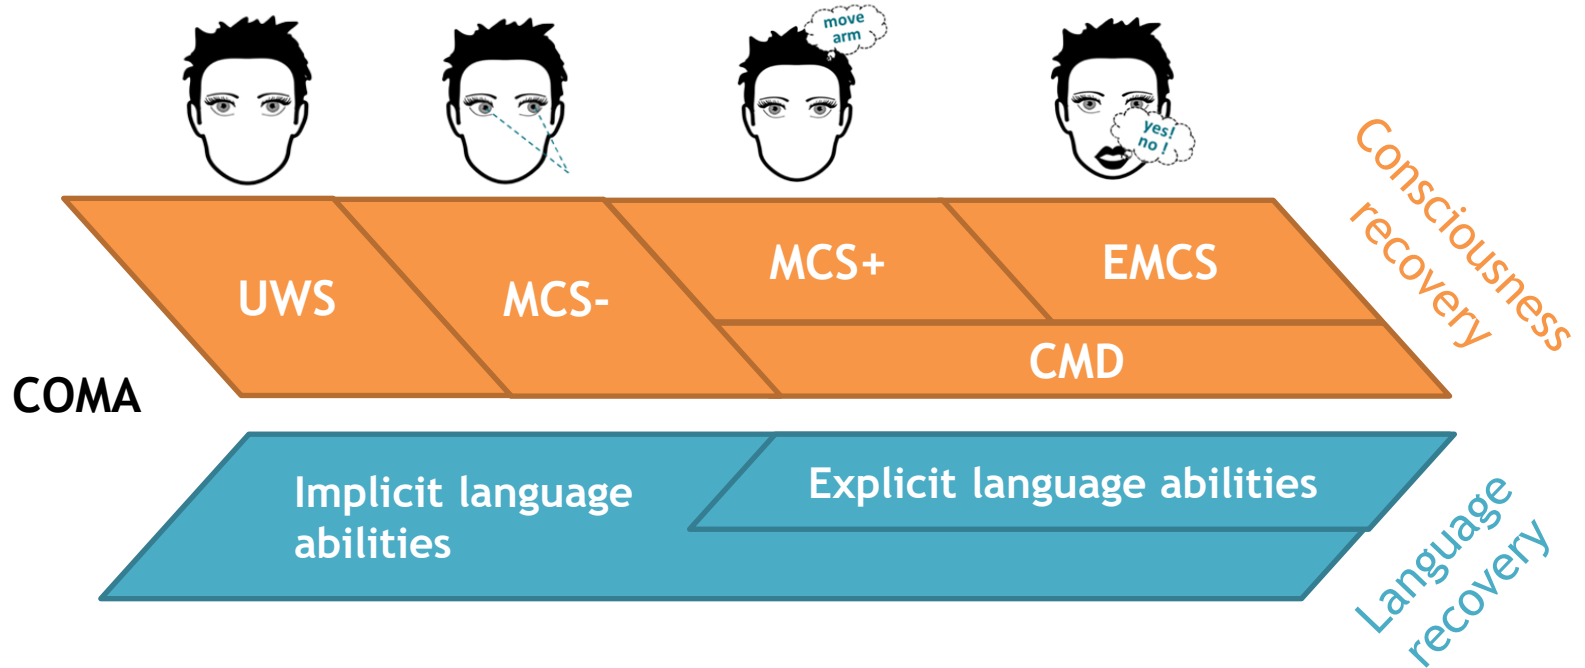 move
arm
yes!
no !
Consciousness
recovery
UWS
MCS-
MCS+
EMCS
CMD
COMA
Implicit language
abilities
Explicit language abilities
Language
recovery